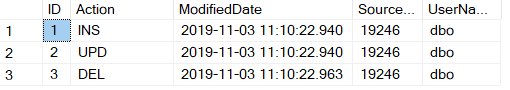 ID Action ModifiedDate Source... UserNa...
1 1 INS 2019-11-03 11:10:22.940 19246 dbo
2 2 UPD 2019-11-03 11:10:22.940 19246 dbo
3 3 DEL 2019-11-03 11:10:22.963 19246 dbo